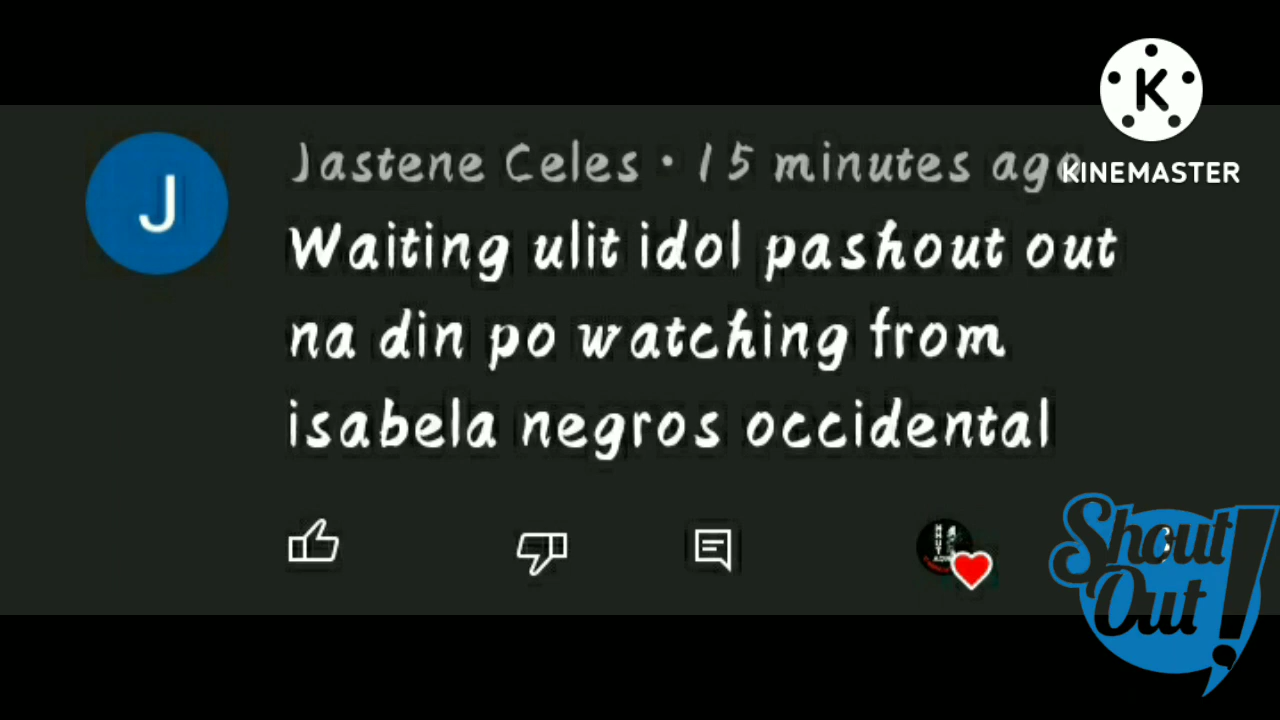 K
KINEMASTER
J
Jastene Celes • 15 minutes ago
Waiting ulit idol pashout out
na din po watching from
isabela negros occidental
Shout
Out!